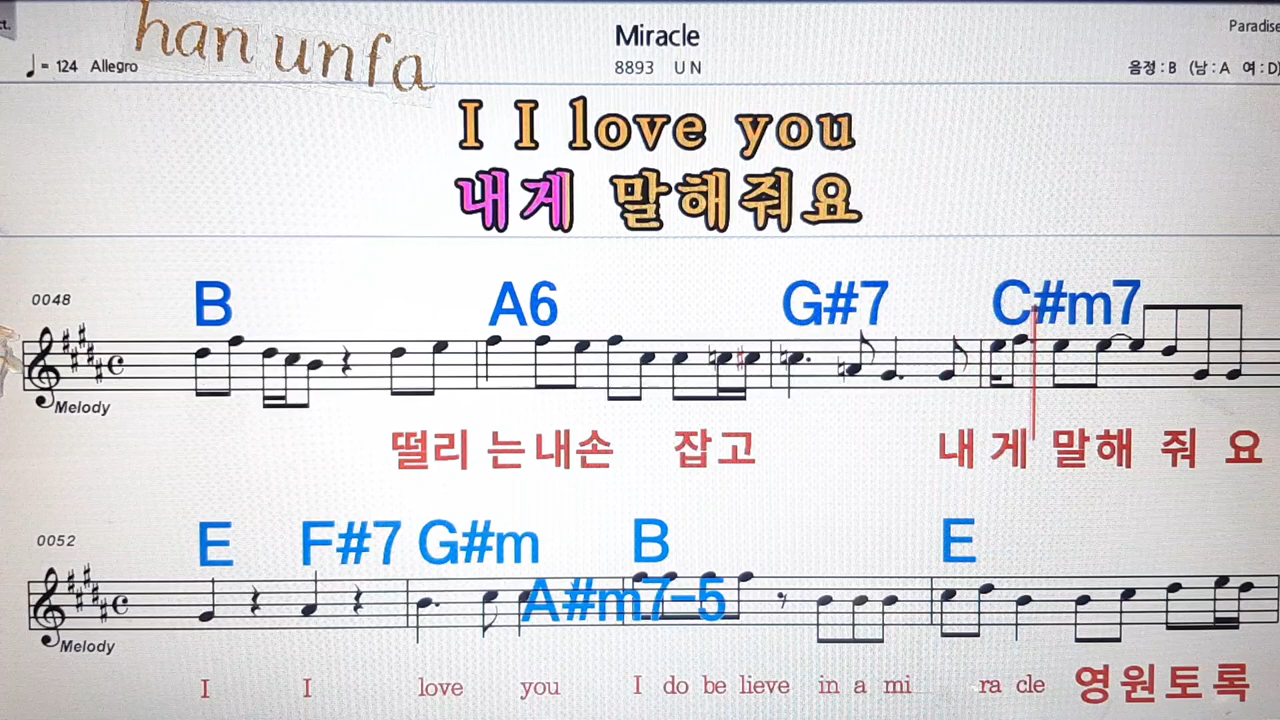 ct.
han unfa
Miracle
Paradise
♩= 124 Allegro
8893 U N
음정 : B (남 : A 여 : D)
I I love you
내게 말해줘요
0048
B A6 G#7 C#m7
Melody
떨리 는내손 잡고 내 게 말해 줘 요
0052
E F#7 G#m A#m7-5 B E
Melody
I I love you I do be lieve in a mi ra cle 영원토록